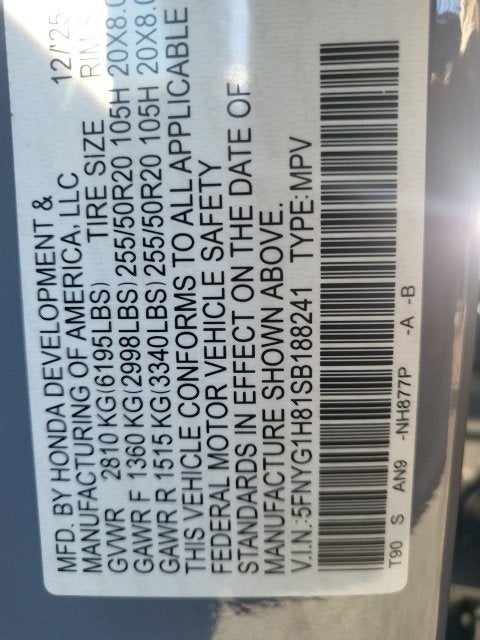 MFD. BY HONDA DEVELOPMENT & 12/'25
MANUFACTURING OF AMERICA, LLC
GVWR 2810 KG(6195LBS) TIRE SIZE RIM
GAWR F 1360 KG(2998LBS) 255/50R20 105H 20X8.0
GAWR R 1515 KG(3340LBS) 255/50R20 105H 20X8.0
THIS VEHICLE CONFORMS TO ALL APPLICABLE
FEDERAL MOTOR VEHICLE SAFETY
STANDARDS IN EFFECT ON THE DATE OF
MANUFACTURE SHOWN ABOVE.
V.I.N.:5FNYG1H81SB188241 TYPE:MPV
T90 S AN9 -NH877P -A -B